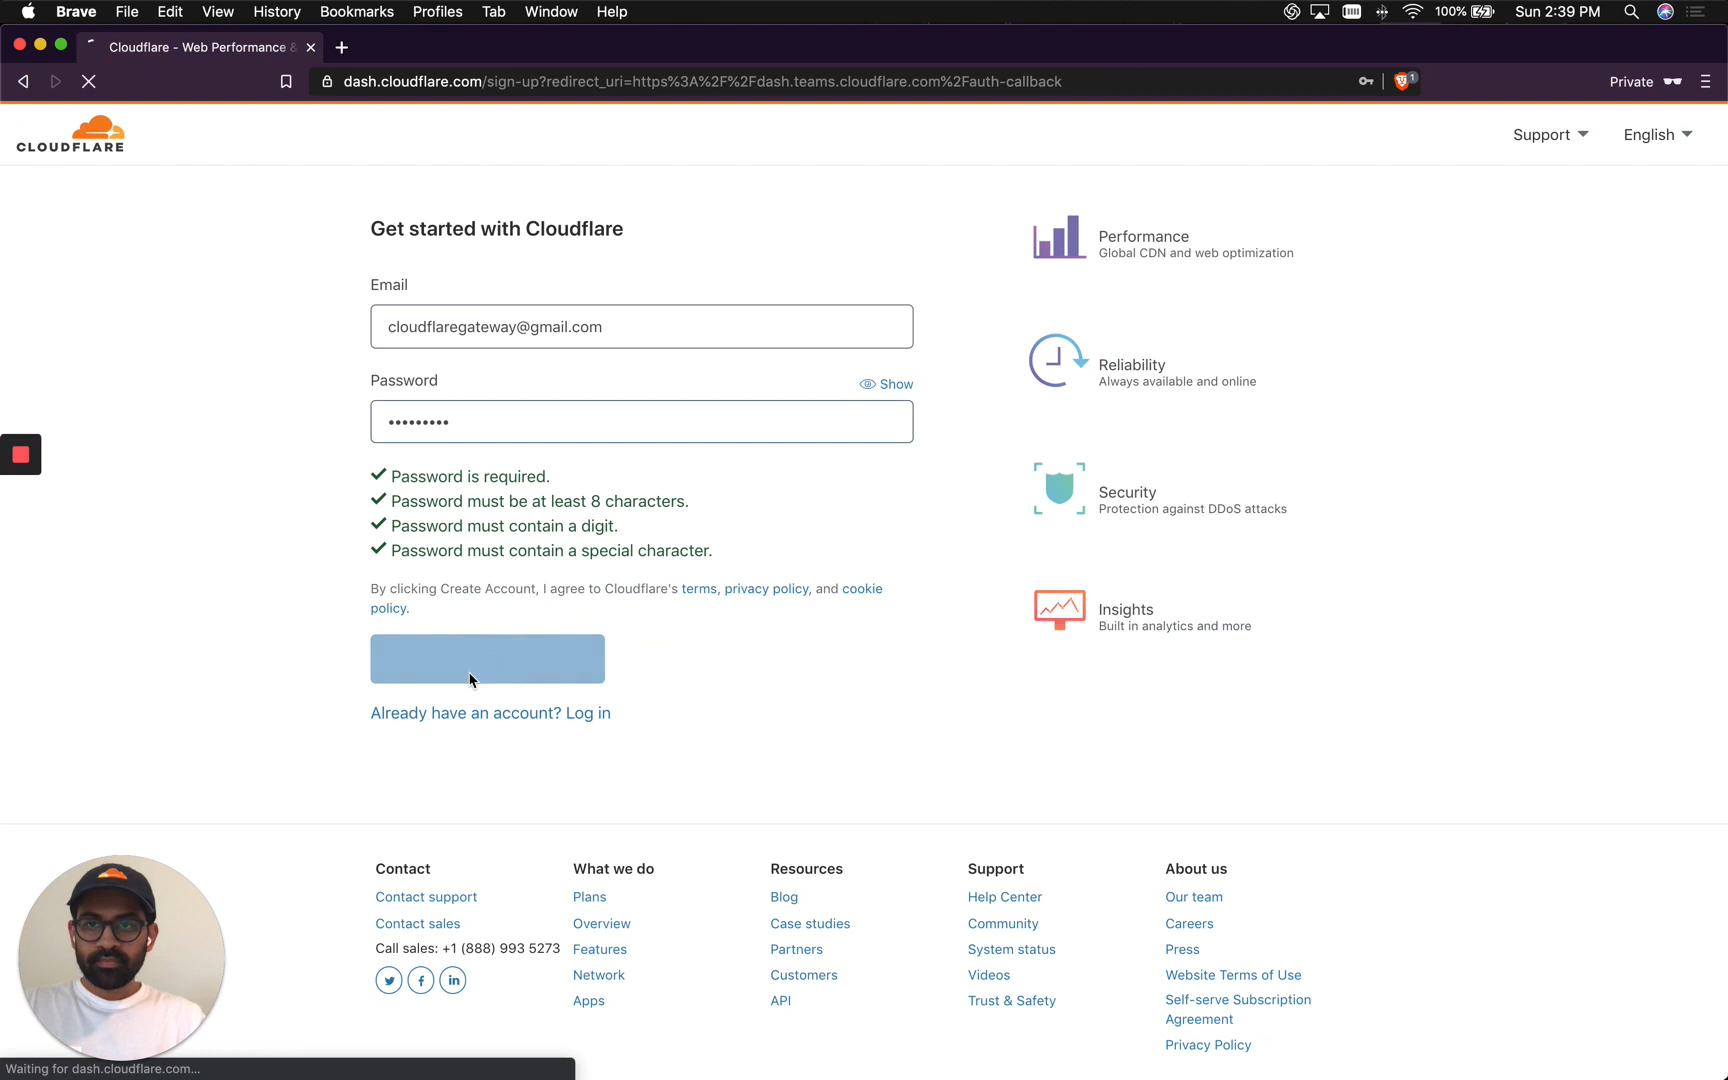 Brave File Edit View History Bookmarks Profiles Tab Window Help 100% Sun 2:39 PM
Cloudflare - Web Performance &
dash.cloudflare.com/sign-up?redirect_uri=https%3A%2F%2Fdash.teams.cloudflare.com%2Fauth-callback 1 Private
CLOUDFLARE
Support English
Get started with Cloudflare
Email
cloudflaregateway@gmail.com
Password
Show
•••••••••
Password is required.
Password must be at least 8 characters.
Password must contain a digit.
Password must contain a special character.
By clicking Create Account, I agree to Cloudflare's terms, privacy policy, and cookie
policy.
Already have an account? Log in
Performance
Global CDN and web optimization
Reliability
Always available and online
Security
Protection against DDoS attacks
Insights
Built in analytics and more
Contact
Contact support
Contact sales
Call sales: +1 (888) 993 5273
What we do
Plans
Overview
Features
Network
Apps
Resources
Blog
Case studies
Partners
Customers
API
Support
Help Center
Community
System status
Videos
Trust & Safety
About us
Our team
Careers
Press
Website Terms of Use
Self-serve Subscription
Agreement
Privacy Policy
Waiting for dash.cloudflare.com...